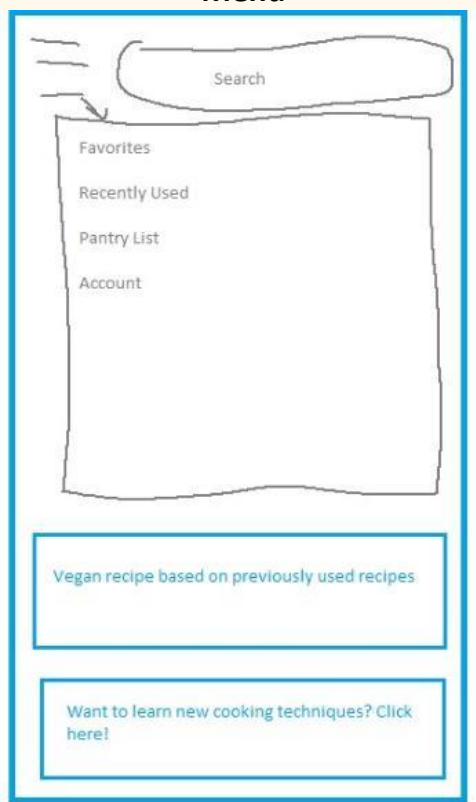 Menu
Search
Favorites
Recently Used
Pantry List
Account
Vegan recipe based on previously used recipes
Want to learn new cooking techniques? Click
here!